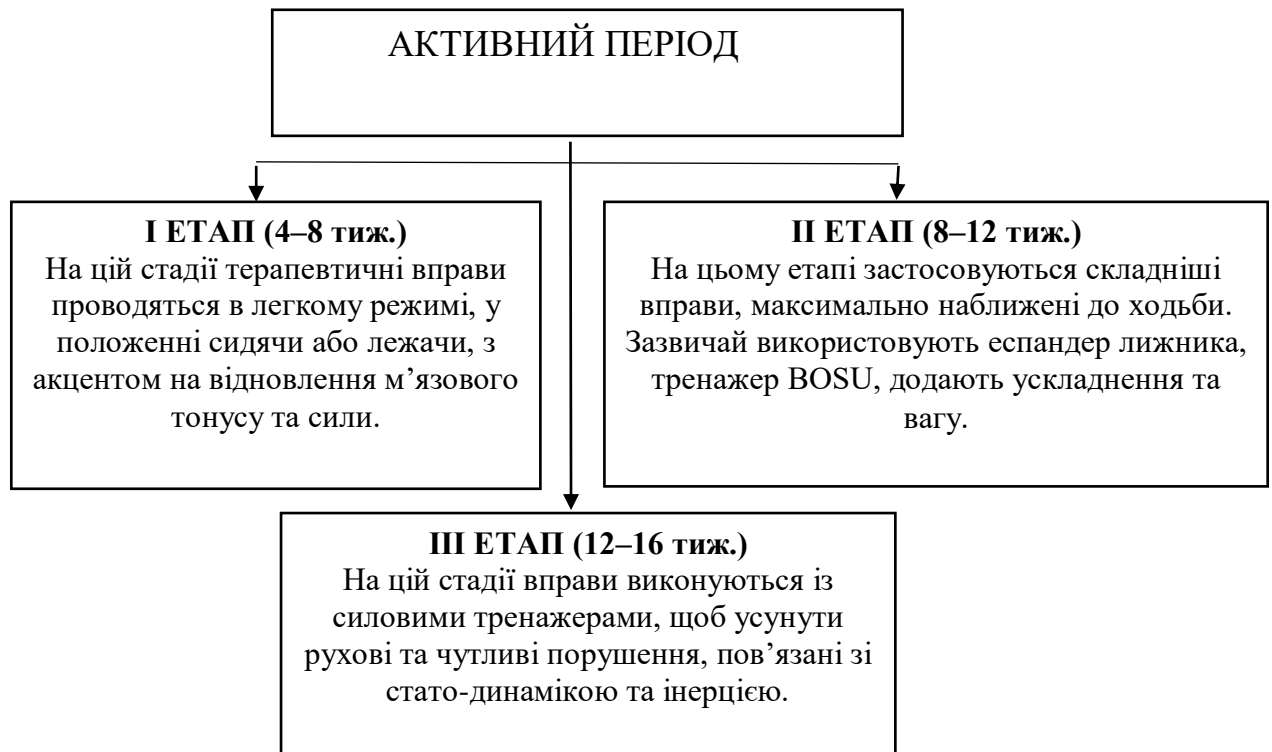 АКТИВНИЙ ПЕРІОД
І ЕТАП (4–8 тиж.)
На цій стадії терапевтичні вправи
проводяться в легкому режимі, у
положенні сидячи або лежачи, з
акцентом на відновлення м’язового
тонусу та сили.
ІІ ЕТАП (8–12 тиж.)
На цьому етапі застосовуються складніші
вправи, максимально наближені до ходьби.
Зазвичай використовують еспандер лижника,
тренажер BOSU, додають ускладнення та
вагу.
ІІІ ЕТАП (12–16 тиж.)
На цій стадії вправи виконуються із
силовими тренажерами, щоб усунути
рухові та чутливі порушення, пов’язані зі
стато-динамікою та інерцією.